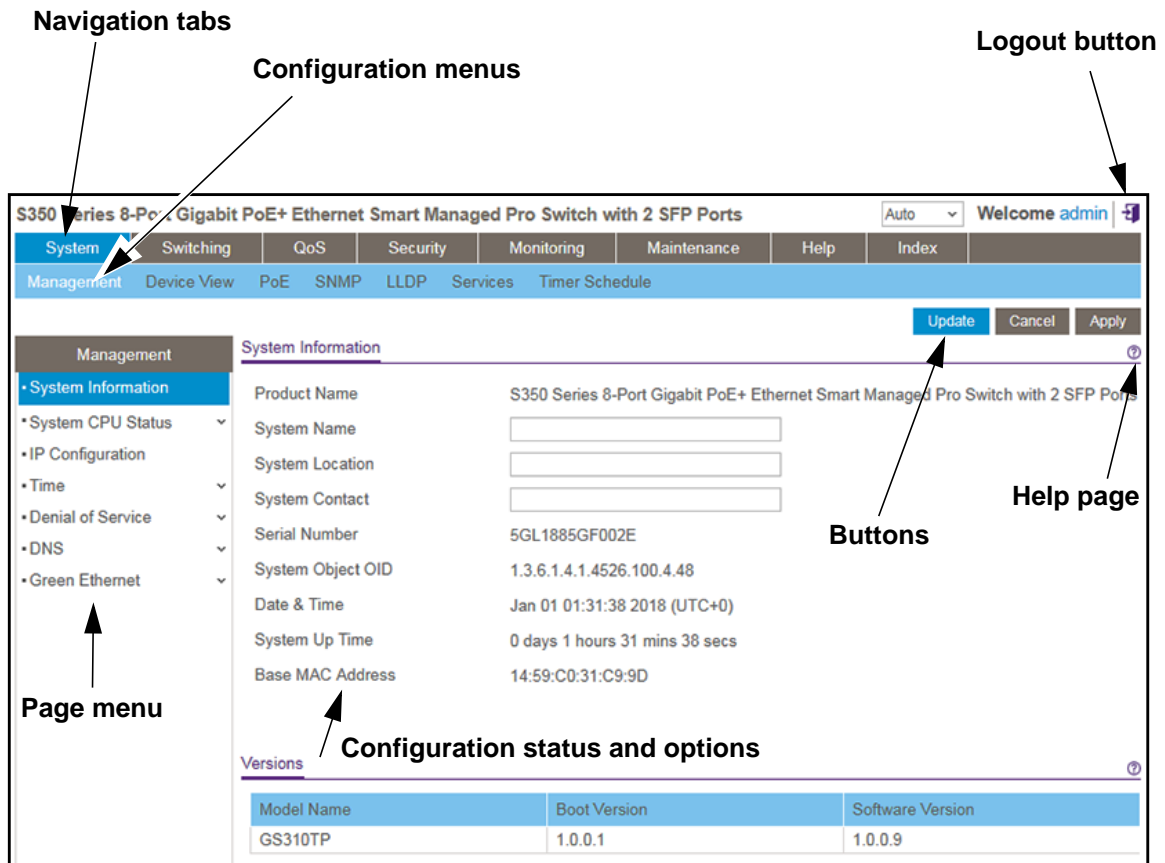 Navigation tabs
Logout button
Configuration menus
S350 Series 8-Port Gigabit PoE+ Ethernet Smart Managed Pro Switch with 2 SFP Ports
Auto
Welcome admin
System Switching QoS Security Monitoring Maintenance Help Index
Management Device View PoE SNMP LLDP Services Timer Schedule
Update Cancel Apply
Management
• System Information
• System CPU Status
• IP Configuration
• Time
• Denial of Service
• DNS
• Green Ethernet
Page menu
System Information
?
Product Name S350 Series 8-Port Gigabit PoE+ Ethernet Smart Managed Pro Switch with 2 SFP Ports
System Name
System Location
System Contact
Serial Number 5GL1885GF002E
System Object OID 1.3.6.1.4.1.4526.100.4.48
Date & Time Jan 01 01:31:38 2018 (UTC+0)
System Up Time 0 days 1 hours 31 mins 38 secs
Base MAC Address 14:59:C0:31:C9:9D
Help page
Buttons
Configuration status and options
Versions
?
Model Name Boot Version Software Version
GS310TP 1.0.0.1 1.0.0.9